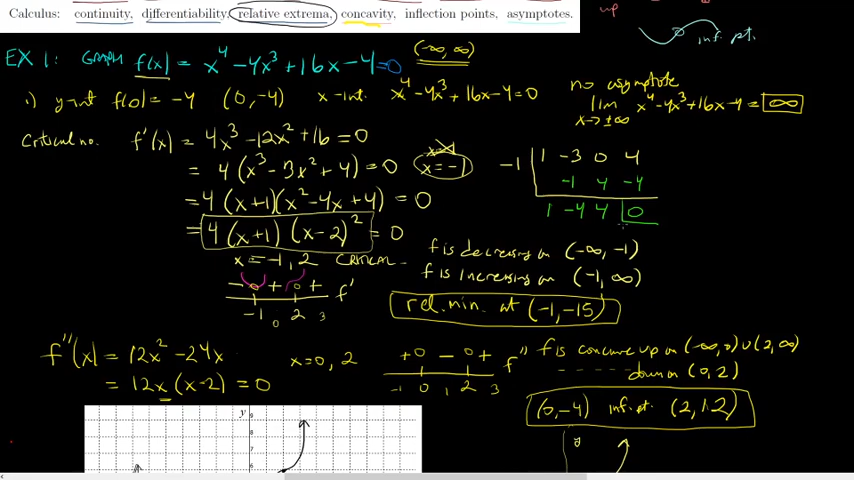 Calculus: continuity, differentiability, relative extrema, concavity, inflection points, asymptotes.
up
inf. pt.
EX 1: GRAPH f(x) = x⁴ -4x³ +16x -4 =0 (-∞, ∞)
1) y-int f(0) = -4 (0,-4) x-int. x⁴ -4x³ +16x -4 =0
no asymptote
lim x→±∞ x⁴ -4x³ +16x -4 = ∞
Critical no. f'(x) = 4x³ -12x² +16 =0
= 4(x³ -3x² +4) =0 x=-1
= 4(x+1)(x² -4x +4) =0
= 4(x+1)(x-2)² =0
x = -1, 2 CRITICAL
-1 | 1 -3 0 4
-1 4 -4
1 -4 4 0
- 0 + 0 + f'
-1 0 2 3
f is decreasing on (-∞, -1)
f is increasing on (-1, ∞)
rel. min. at (-1, -15)
f"(x) = 12x² -24x x=0, 2
= 12x(x-2) =0
+ 0 - 0 + f"
-1 0 1 2 3
f is concave up on (-∞, 0) ∪ (2, ∞)
down on (0, 2)
(0,-4) inf. pt. (2, 12)
y
9
8
7
6